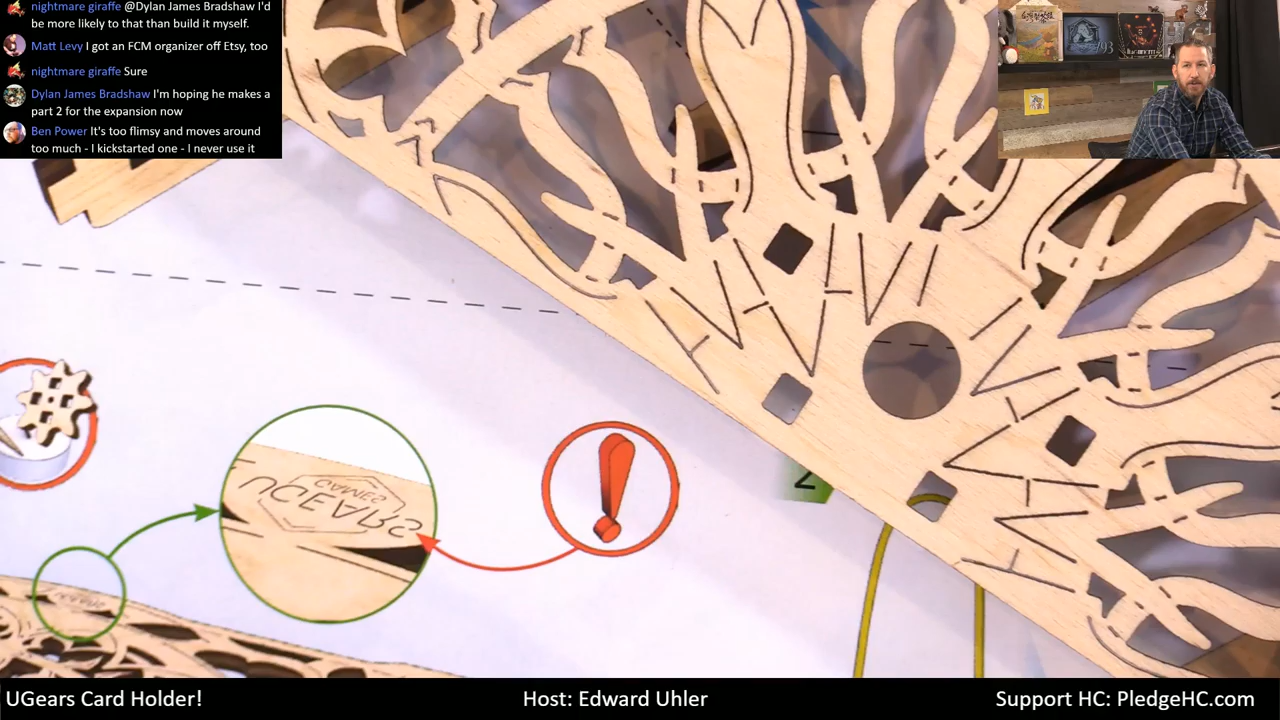 nightmare giraffe @Dylan James Bradshaw I'd
be more likely to that than build it myself.
Matt Levy I got an FCM organizer off Etsy, too
nightmare giraffe Sure
Dylan James Bradshaw I'm hoping he makes a
part 2 for the expansion now
Ben Power It's too flimsy and moves around
too much - I kickstarted one - I never use it
GAMES
UGEARS
!
2
UGears Card Holder!
Host: Edward Uhler
Support HC: PledgeHC.com